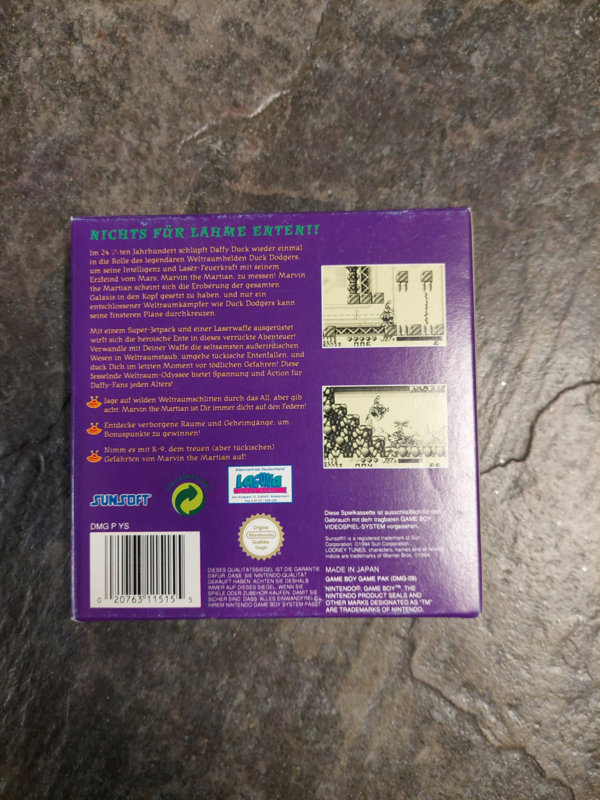 NICHTS FÜR LAHME ENTEN!!
Im 24 ½ten Jahrhundert schlüpft Daffy Duck wieder einmal
in die Rolle des legendären Weltraumhelden Duck Dodgers,
um seine Intelligenz und Laser-Feuerkraft mit seinem
Erzfeind vom Mars, Marvin the Martian, zu messen! Marvin
the Martian scheint sich die Eroberung der gesamten
Galaxis in den Kopf gesetzt zu haben, und nur ein
entschlossener Weltraumkämpfer wie Duck Dodgers kann
seine finsteren Pläne durchkreuzen.
Mit einem Super-Jetpack und einer Laserwaffe ausgerüstet
wirft sich die heroische Ente in dieses verrückte Abenteuer!
Verwandle mit Deiner Waffe die seltsamsten außerirdischen
Wesen in Weltraumstaub, umgehe tückische Entenfallen, und
duck Dich im letzten Moment vor tödlichen Gefahren! Diese
fesselnde Weltraum-Odyssee bietet Spannung und Action für
Daffy-Fans jeden Alters!
Jage auf wilden Weltraumschlitten durch das All, aber gib
acht: Marvin the Martian ist Dir immer dicht auf den Federn!
Entdecke verborgene Räume und Geheimgänge, um
Bonuspunkte zu gewinnen!
Nimm es mit K-9, dem treuen (aber tückischen)
Gefährten von Marvin the Martian auf!
SUNSOFT
Alleinvertrieb Deutschland
LAGUNA
DMG P YS
0 20763 11515 5
Original
Nintendo
Qualitäts-
Siegel
DIESES QUALITÄTSSIEGEL IST DIE GARANTIE
DAFÜR, DASS SIE NINTENDO QUALITÄT
GEKAUFT HABEN. ACHTEN SIE DESHALB
IMMER AUF DIESES SIEGEL, WENN SIE
SPIELE ODER ZUBEHÖR KAUFEN, DAMIT SIE
SICHER SIND, DASS ALLES EINWANDFREI ZU
IHREM NINTENDO GAME BOY SYSTEM PASST.
Diese Spielkassette ist ausschließlich für den
Gebrauch mit dem tragbaren GAME BOY
VIDEOSPIEL-SYSTEM vorgesehen.
Sunsoft® is a registered trademark of Sun
Corporation. ©1994 Sun Corporation.
LOONEY TUNES, characters, names and all related
indicia are trademarks of Warner Bros. ©1994.
MADE IN JAPAN
GAME BOY GAME PAK (DMG-09)
NINTENDO®, GAME BOY™, THE
NINTENDO PRODUCT SEALS AND
OTHER MARKS DESIGNATED AS "TM"
ARE TRADEMARKS OF NINTENDO.